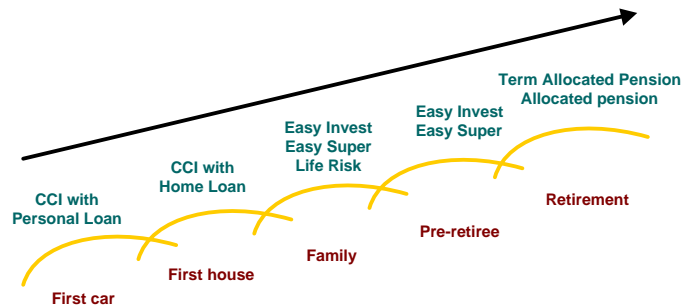 CCI with
Personal Loan
First car
CCI with
Home Loan
First house
Easy Invest
Easy Super
Life Risk
Family
Easy Invest
Easy Super
Pre-retiree
Term Allocated Pension
Allocated pension
Retirement